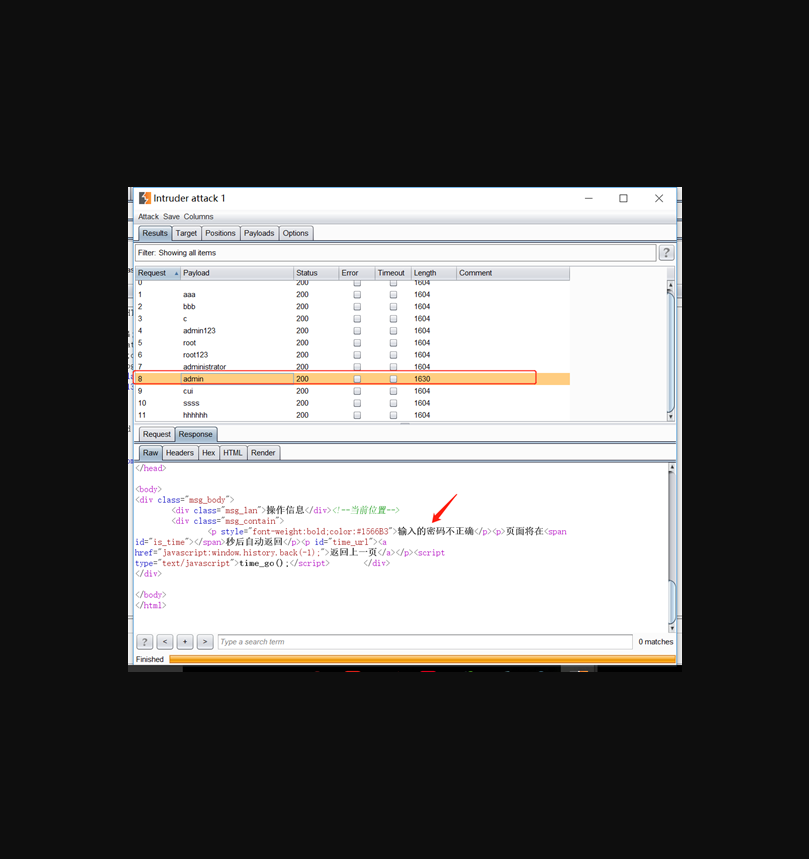 Intruder attack 1
Attack Save Columns
Results Target Positions Payloads Options
Filter: Showing all items ?
Request Payload Status Error Timeout Length Comment
0 200 1604
1 aaa 200 1604
2 bbb 200 1604
3 c 200 1604
4 admin123 200 1604
5 root 200 1604
6 root123 200 1604
7 administrator 200 1604
8 admin 200 1630
9 cui 200 1604
10 ssss 200 1604
11 hhhhhh 200 1604
Request Response
Raw Headers Hex HTML Render
</head>
<body>
<div class="msg_body">
<div class="msg_lan">操作信息</div><!--当前位置-->
<div class="msg_contain">
<p style="font-weight:bold;color:#1566B3">输入的密码不正确</p><p>页面将在<span
id="is_time"></span>秒后自动返回</p><p id="time_url"><a
href="javascript:window.history.back(-1);">返回上一页</a></p><script
type="text/javascript">time_go();</script> </div>
</div>
</body>
</html>
? < + > Type a search term 0 matches
Finished